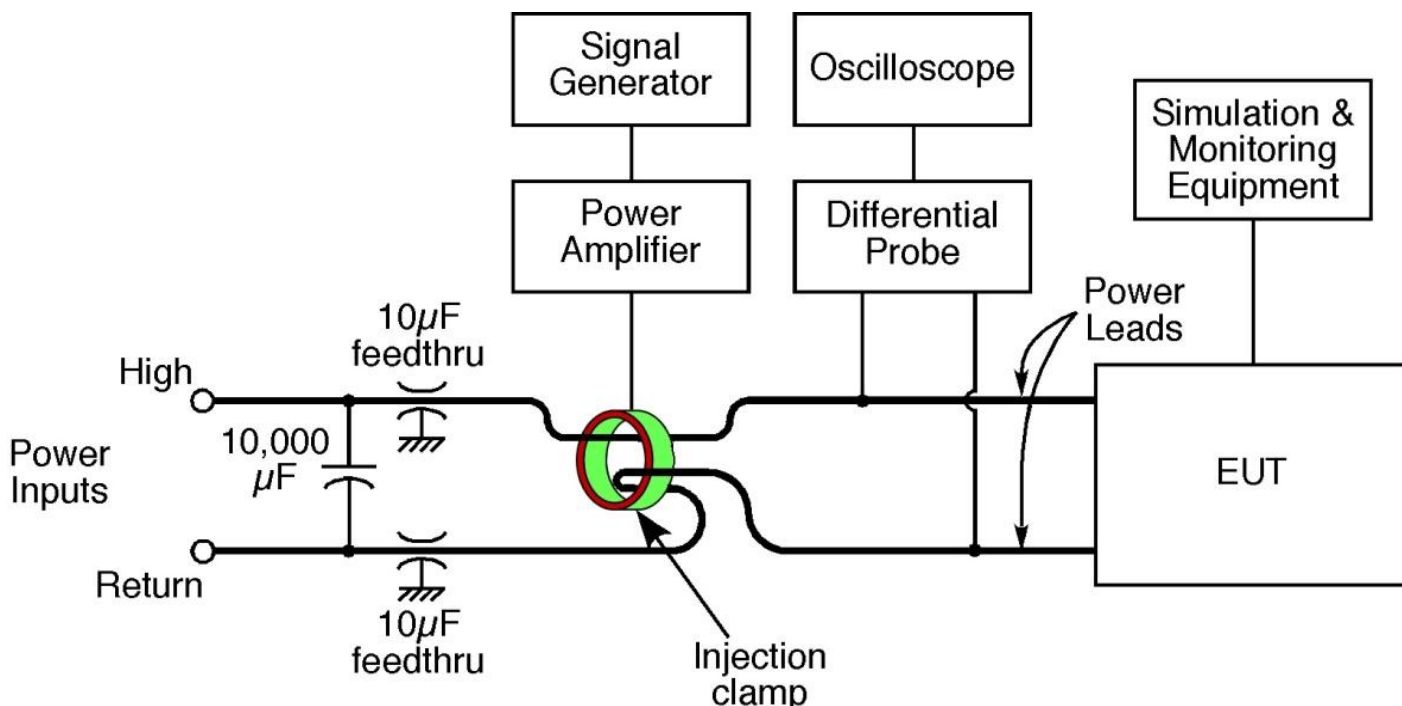 Signal
Generator
Oscilloscope
Simulation &
Monitoring
Equipment
Power
Amplifier
Differential
Probe
10µF
feedthru
Power
Leads
High
10,000
µF
Power
Inputs
EUT
Return
10µF
feedthru
Injection
clamp